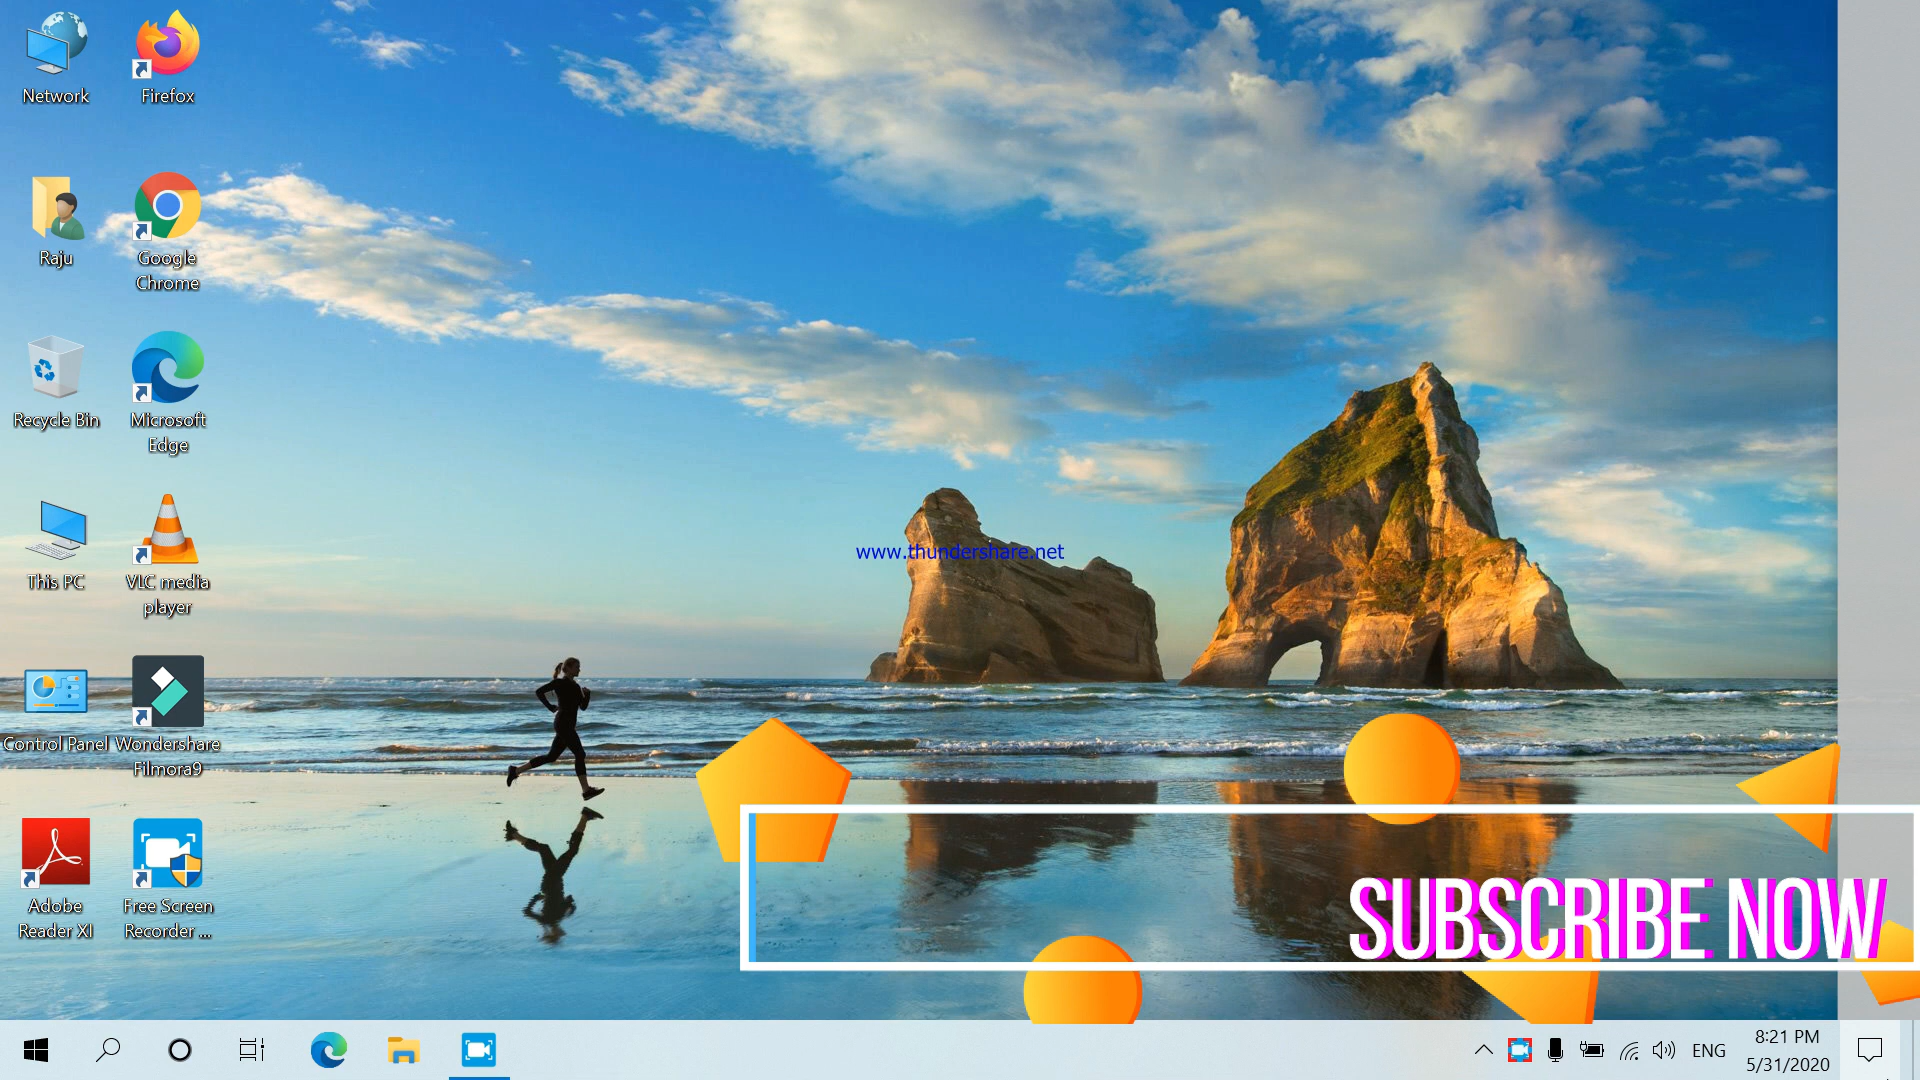 Network
Firefox
Raju
Google
Chrome
Recycle Bin
Microsoft
Edge
This PC
VLC media
player
www.thundershare.net
Control Panel
Wondershare
Filmora9
Adobe
Reader XI
Free Screen
Recorder ...
SUBSCRIBE NOW
ENG
8:21 PM
5/31/2020